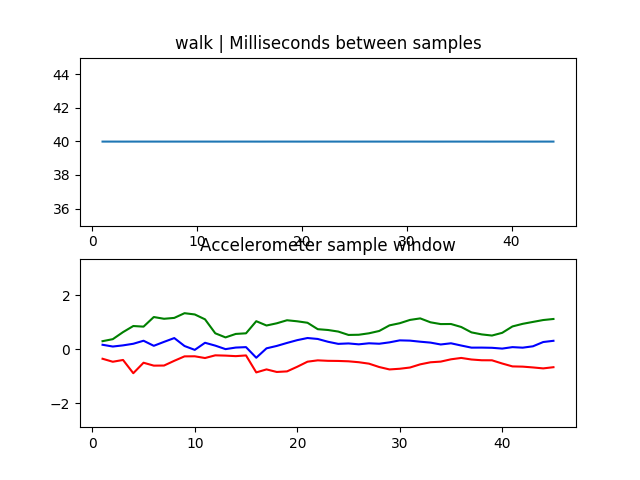 walk | Milliseconds between samples
44
42
40
38
36
0 10 20 30 40
Accelerometer sample window
2
0
−2
0 10 20 30 40